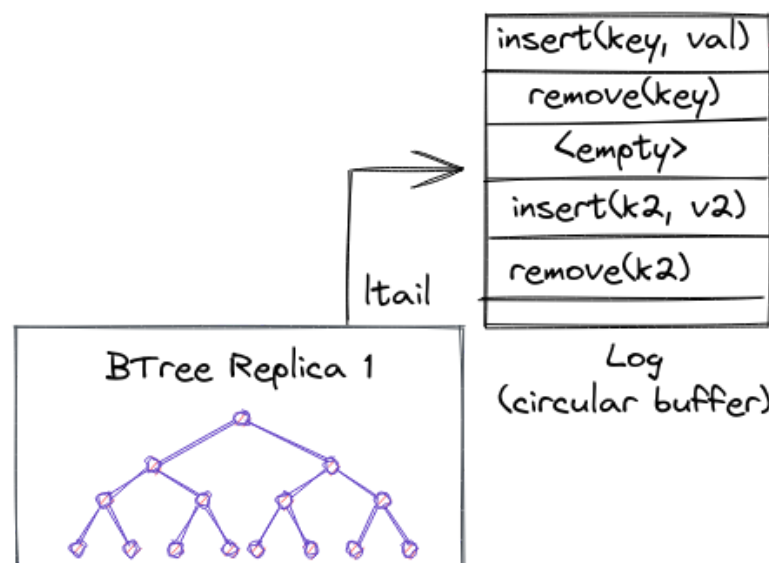 insert(key, val)
remove(key)
<empty>
insert(k2, v2)
remove(k2)
ltail
BTree Replica 1
Log
(circular buffer)